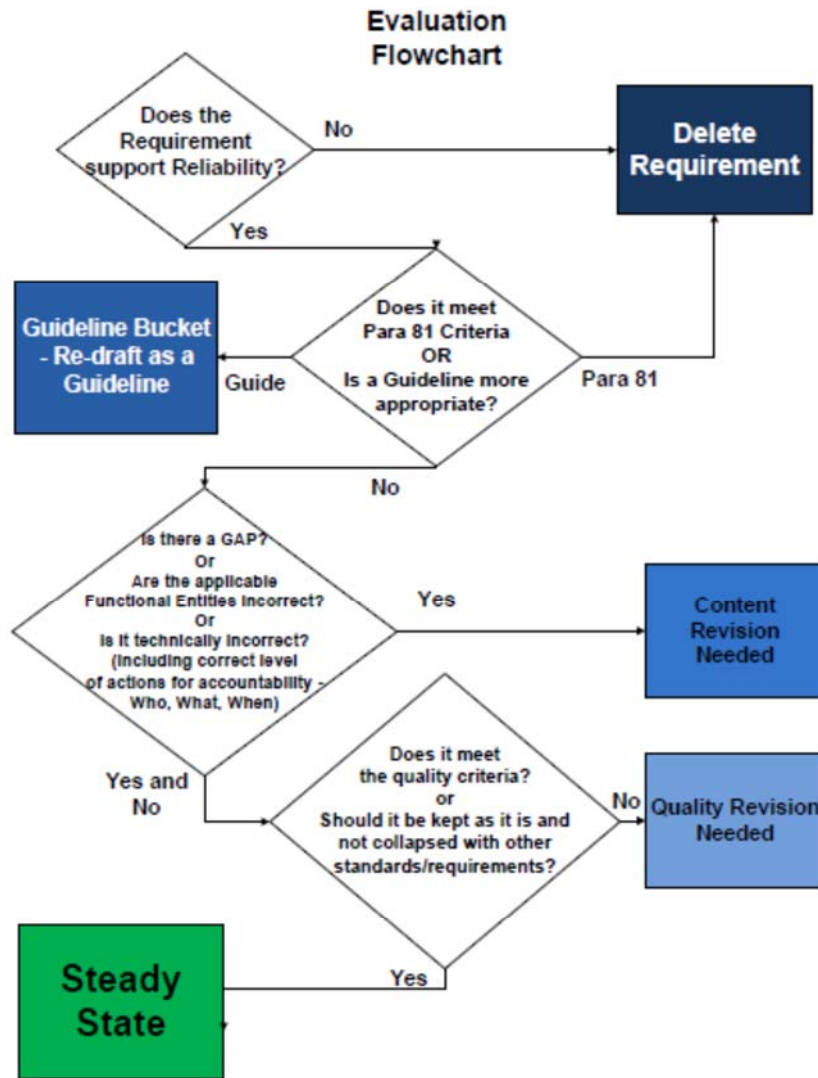 Evaluation
Flowchart
Does the
Requirement
support Reliability?
No
Delete
Requirement
Yes
Guideline Bucket
- Re-draft as a
Guideline
Guide
Does it meet
Para 81 Criteria
OR
Is a Guideline more
appropriate?
Para 81
No
Is there a GAP?
Or
Are the applicable
Functional Entities Incorrect?
Or
Is it technically incorrect?
(Including correct level
of actions for accountability -
Who, What, When)
Yes
Content
Revision
Needed
Yes and
No
Does it meet
the quality criteria?
or
Should it be kept as it is and
not collapsed with other
standards/requirements?
No
Quality Revision
Needed
Yes
Steady
State